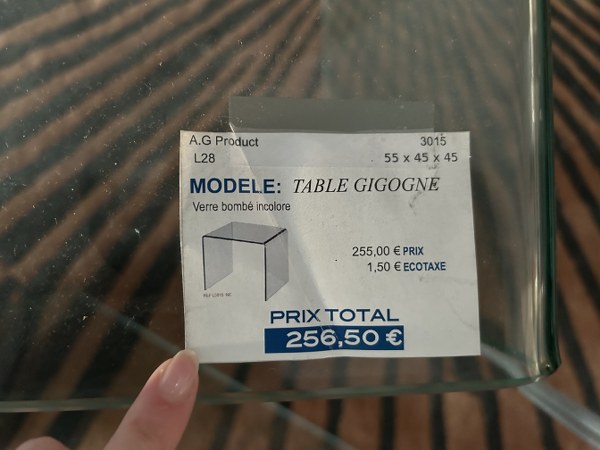 A.G Product 3015
L28 55 x 45 x 45
MODELE: TABLE GIGOGNE
Verre bombé incolore
255,00 € PRIX
1,50 € ECOTAXE
PRIX TOTAL
256,50 €